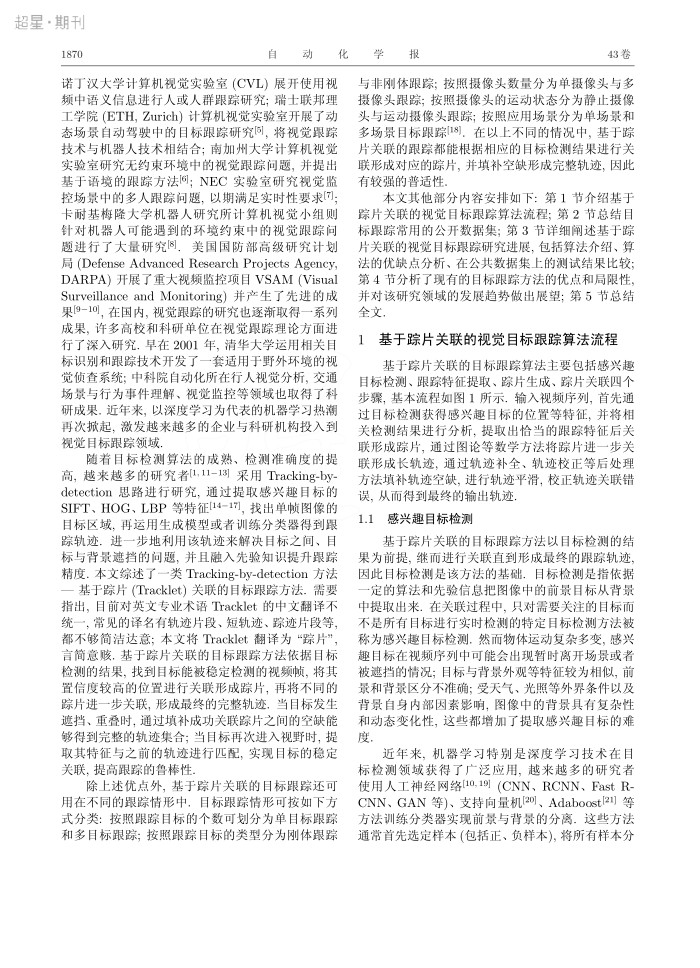 超星·期刊
1870
自 动 化 学 报
43 卷
诺丁汉大学计算机视觉实验室 (CVL) 展开使用视
频中语义信息进行人或人群跟踪研究; 瑞士联邦理
工学院 (ETH, Zurich) 计算机视觉实验室开展了动
态场景自动驾驶中的目标跟踪研究[5], 将视觉跟踪
技术与机器人技术相结合; 南加州大学计算机视觉
实验室研究无约束环境中的视觉跟踪问题, 并提出
基于语境的跟踪方法[6]; NEC 实验室研究视觉监
控场景中的多人跟踪问题, 以期满足实时性要求[7];
卡耐基梅隆大学机器人研究所计算机视觉小组则
针对机器人可能遇到的环境约束中的视觉跟踪问
题进行了大量研究[8]. 美国国防部高级研究计划
局 (Defense Advanced Research Projects Agency,
DARPA) 开展了重大视频监控项目 VSAM (Visual
Surveillance and Monitoring) 并产生了先进的成
果[9−10], 在国内, 视觉跟踪的研究也逐渐取得一系列
成果, 许多高校和科研单位在视觉跟踪理论方面进
行了深入研究. 早在 2001 年, 清华大学运用相关目
标识别和跟踪技术开发了一套适用于野外环境的视
觉侦查系统; 中科院自动化所在行人视觉分析, 交通
场景与行为事件理解、视觉监控等领域也取得了科
研成果. 近年来, 以深度学习为代表的机器学习热潮
再次掀起, 激发越来越多的企业与科研机构投入到
视觉目标跟踪领域.
随着目标检测算法的成熟、检测准确度的提
高, 越来越多的研究者[1, 11−13] 采用 Tracking-by-
detection 思路进行研究, 通过提取感兴趣目标的
SIFT、HOG、LBP 等特征[14−17], 找出单帧图像的
目标区域, 再运用生成模型或者训练分类器得到跟
踪轨迹. 进一步地利用该轨迹来解决目标之间、目
标与背景遮挡的问题, 并且融入先验知识提升跟踪
精度. 本文综述了一类 Tracking-by-detection 方法
— 基于踪片 (Tracklet) 关联的目标跟踪方法. 需要
指出, 目前对英文专业术语 Tracklet 的中文翻译不
统一, 常见的译名有轨迹片段、短轨迹、踪迹片段等,
都不够简洁达意; 本文将 Tracklet 翻译为 “踪片”,
言简意赅. 基于踪片关联的目标跟踪方法依据目标
检测的结果, 找到目标能被稳定检测的视频帧, 将其
置信度较高的位置进行关联形成踪片, 再将不同的
踪片进一步关联, 形成最终的完整轨迹. 当目标发生
遮挡、重叠时, 通过填补成功关联踪片之间的空缺能
够得到完整的轨迹集合; 当目标再次进入视野时, 提
取其特征与之前的轨迹进行匹配, 实现目标的稳定
关联, 提高跟踪的鲁棒性.
除上述优点外, 基于踪片关联的目标跟踪还可
用在不同的跟踪情形中. 目标跟踪情形可按如下方
式分类: 按照跟踪目标的个数可划分为单目标跟踪
和多目标跟踪; 按照跟踪目标的类型分为刚体跟踪
与非刚体跟踪; 按照摄像头数量分为单摄像头与多
摄像头跟踪; 按照摄像头的运动状态分为静止摄像
头与运动摄像头跟踪; 按照应用场景分为单场景和
多场景目标跟踪[18]. 在以上不同的情况中, 基于踪
片关联的跟踪都能根据相应的目标检测结果进行关
联形成对应的踪片, 并填补空缺形成完整轨迹, 因此
有较强的普适性.
本文其他部分内容安排如下: 第 1 节介绍基于
踪片关联的视觉目标跟踪算法流程; 第 2 节总结目
标跟踪常用的公开数据集; 第 3 节详细阐述基于踪
片关联的视觉目标跟踪研究进展, 包括算法介绍、算
法的优缺点分析、在公共数据集上的测试结果比较;
第 4 节分析了现有的目标跟踪方法的优点和局限性,
并对该研究领域的发展趋势做出展望; 第 5 节总结
全文.
1 基于踪片关联的视觉目标跟踪算法流程
基于踪片关联的目标跟踪算法主要包括感兴趣
目标检测、跟踪特征提取、踪片生成、踪片关联四个
步骤, 基本流程如图 1 所示. 输入视频序列, 首先通
过目标检测获得感兴趣目标的位置等特征, 并将相
关检测结果进行分析, 提取出恰当的跟踪特征后关
联形成踪片, 通过图论等数学方法将踪片进一步关
联形成长轨迹, 通过轨迹补全、轨迹校正等后处理
方法填补轨迹空缺, 进行轨迹平滑, 校正轨迹关联错
误, 从而得到最终的输出轨迹.
1.1 感兴趣目标检测
基于踪片关联的目标跟踪方法以目标检测的结
果为前提, 继而进行关联直到形成最终的跟踪轨迹,
因此目标检测是该方法的基础. 目标检测是指依据
一定的算法和先验信息把图像中的前景目标从背景
中提取出来. 在关联过程中, 只对需要关注的目标而
不是所有目标进行实时检测的特定目标检测方法被
称为感兴趣目标检测. 然而物体运动复杂多变, 感兴
趣目标在视频序列中可能会出现暂时离开场景或者
被遮挡的情况; 目标与背景外观等特征较为相似, 前
景和背景区分不准确; 受天气、光照等外界条件以及
背景自身内部因素影响, 图像中的背景具有复杂性
和动态变化性, 这些都增加了提取感兴趣目标的难
度.
近年来, 机器学习特别是深度学习技术在目
标检测领域获得了广泛应用, 越来越多的研究者
使用人工神经网络[10, 19] (CNN、RCNN、Fast R-
CNN、GAN 等)、支持向量机[20]、Adaboost[21] 等
方法训练分类器实现前景与背景的分离. 这些方法
通常首先选定样本 (包括正、负样本), 将所有样本分